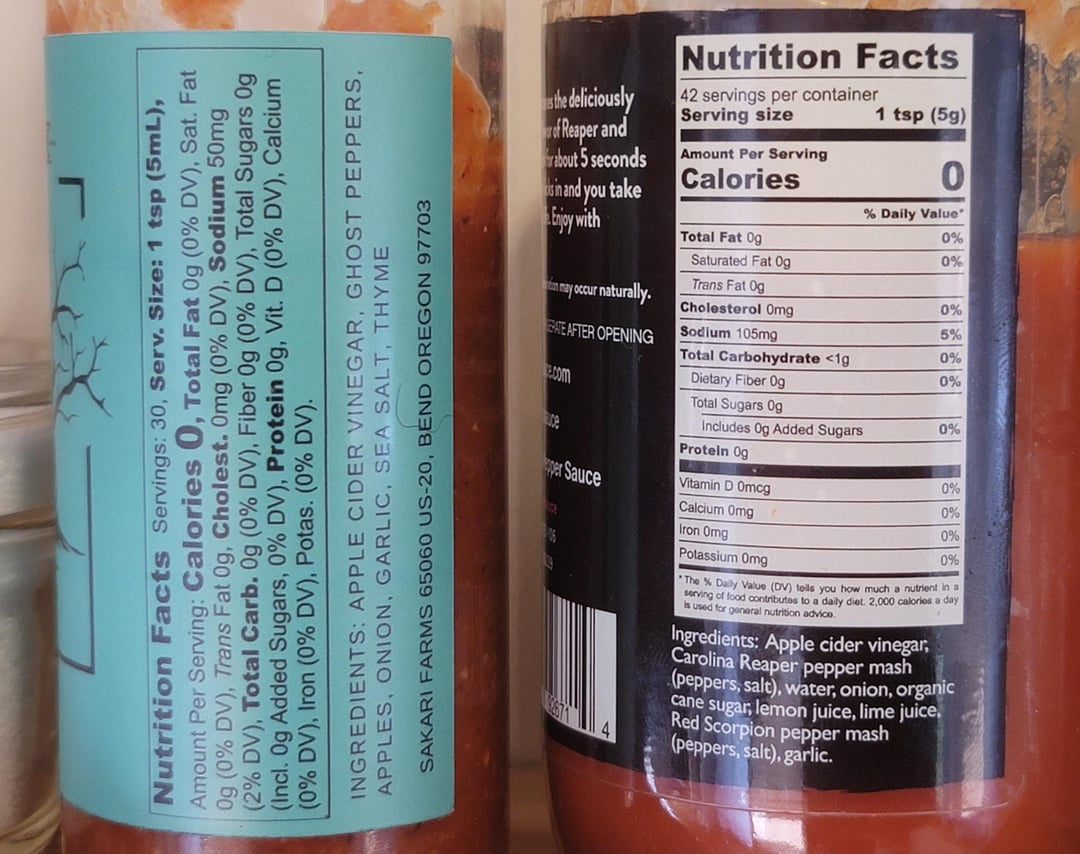 Nutrition Facts Servings: 30, Serv. Size: 1 tsp (5mL),
Amount Per Serving: Calories 0, Total Fat 0g (0% DV), Sat. Fat
0g (0% DV), Trans Fat 0g, Cholest. 0mg (0% DV), Sodium 50mg
(2% DV), Total Carb. 0g (0% DV), Fiber 0g (0% DV), Total Sugars 0g
(Incl. 0g Added Sugars, 0% DV), Protein 0g, Vit. D (0% DV), Calcium
(0% DV), Iron (0% DV), Potas. (0% DV).
INGREDIENTS: APPLE CIDER VINEGAR, GHOST PEPPERS,
APPLES, ONION, GARLIC, SEA SALT, THYME
SAKARI FARMS 65060 US-20, BEND OREGON 97703
the deliciously
of Reaper and
for about 5 seconds
in and you take
Enjoy with
may occur naturally.
AFTER OPENING
.com
Sauce
4
Nutrition Facts
42 servings per container
Serving size 1 tsp (5g)
Amount Per Serving
Calories 0
% Daily Value*
Total Fat 0g 0%
Saturated Fat 0g 0%
Trans Fat 0g
Cholesterol 0mg 0%
Sodium 105mg 5%
Total Carbohydrate <1g 0%
Dietary Fiber 0g 0%
Total Sugars 0g
Includes 0g Added Sugars 0%
Protein 0g
Vitamin D 0mcg 0%
Calcium 0mg 0%
Iron 0mg 0%
Potassium 0mg 0%
*The % Daily Value (DV) tells you how much a nutrient in a
serving of food contributes to a daily diet. 2,000 calories a day
is used for general nutrition advice.
Ingredients: Apple cider vinegar,
Carolina Reaper pepper mash
(peppers, salt), water, onion, organic
cane sugar, lemon juice, lime juice,
Red Scorpion pepper mash
(peppers, salt), garlic.